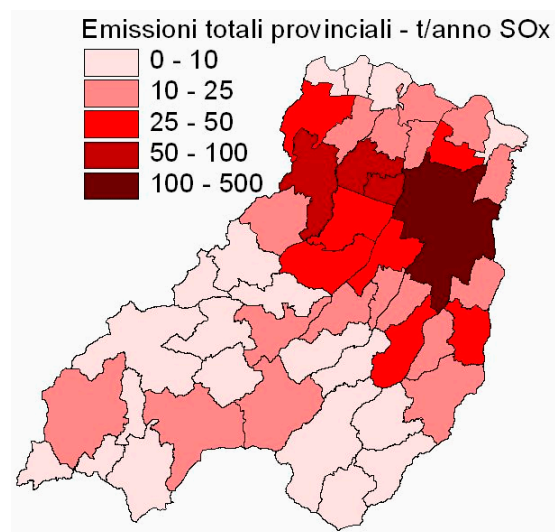 Emissioni totali provinciali - t/anno SOx
0 - 10
10 - 25
25 - 50
50 - 100
100 - 500